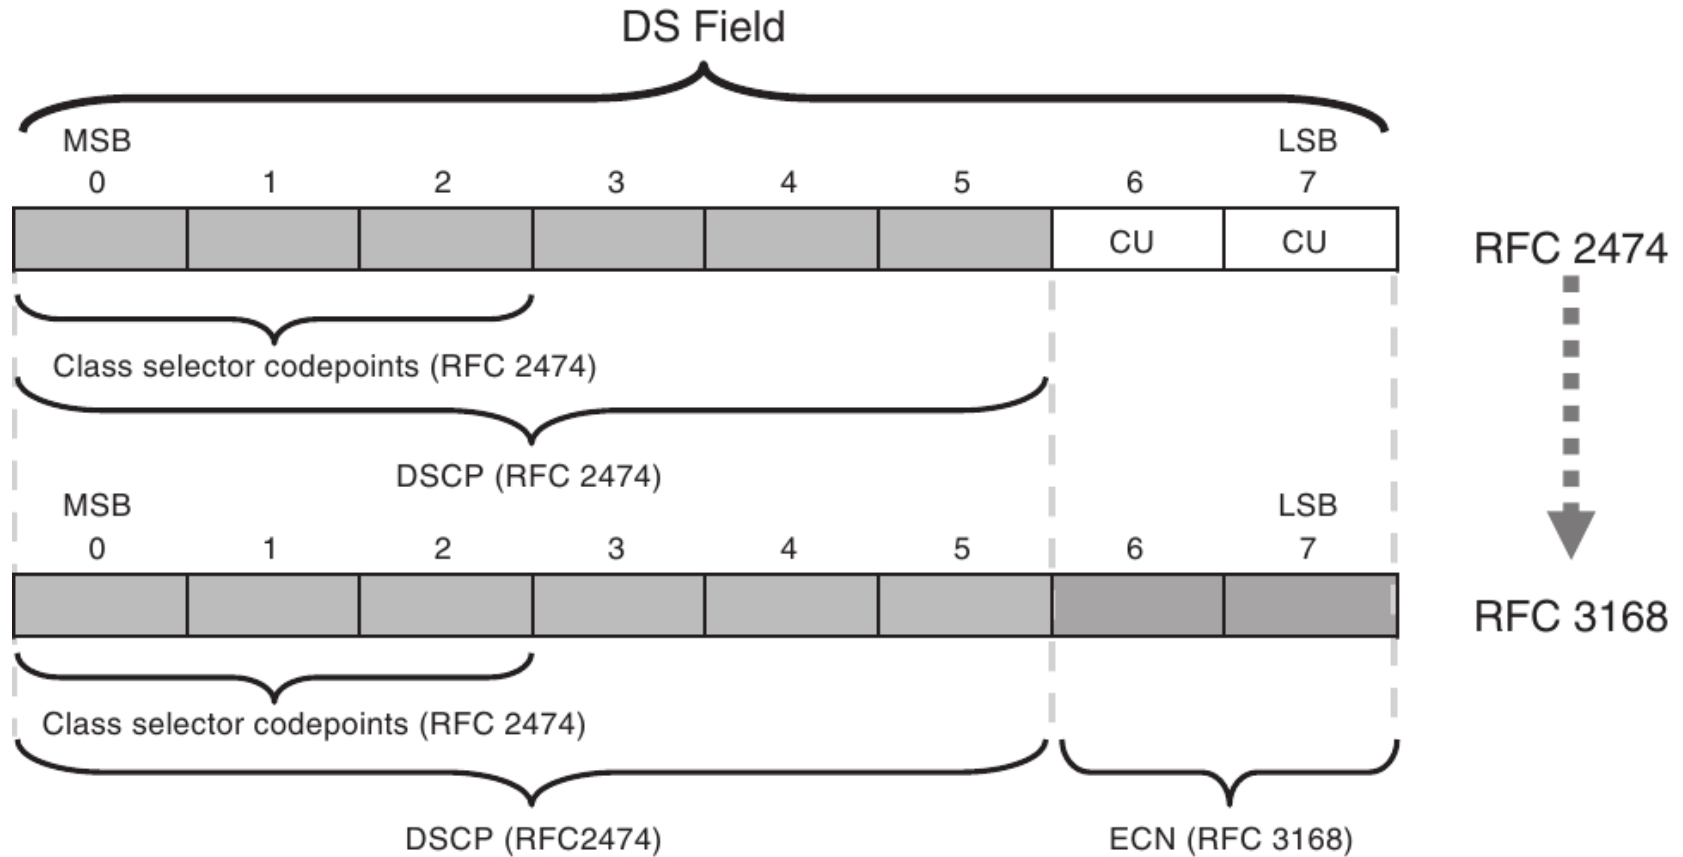 DS Field
MSB LSB
0 1 2 3 4 5 6 7
CU CU RFC 2474
Class selector codepoints (RFC 2474)
DSCP (RFC 2474)
MSB LSB
0 1 2 3 4 5 6 7
RFC 3168
Class selector codepoints (RFC 2474)
DSCP (RFC2474) ECN (RFC 3168)